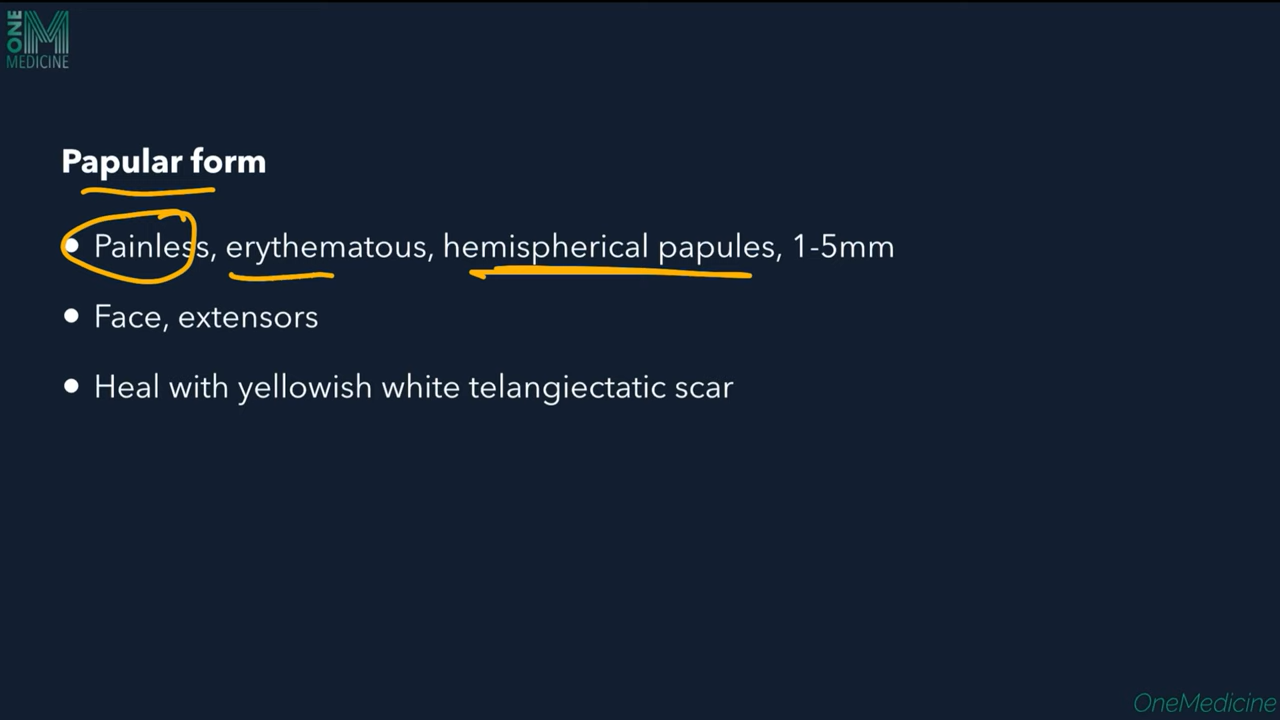 ONE M
MEDICINE
Papular form
• Painless, erythematous, hemispherical papules, 1-5mm
• Face, extensors
• Heal with yellowish white telangiectatic scar
OneMedicine